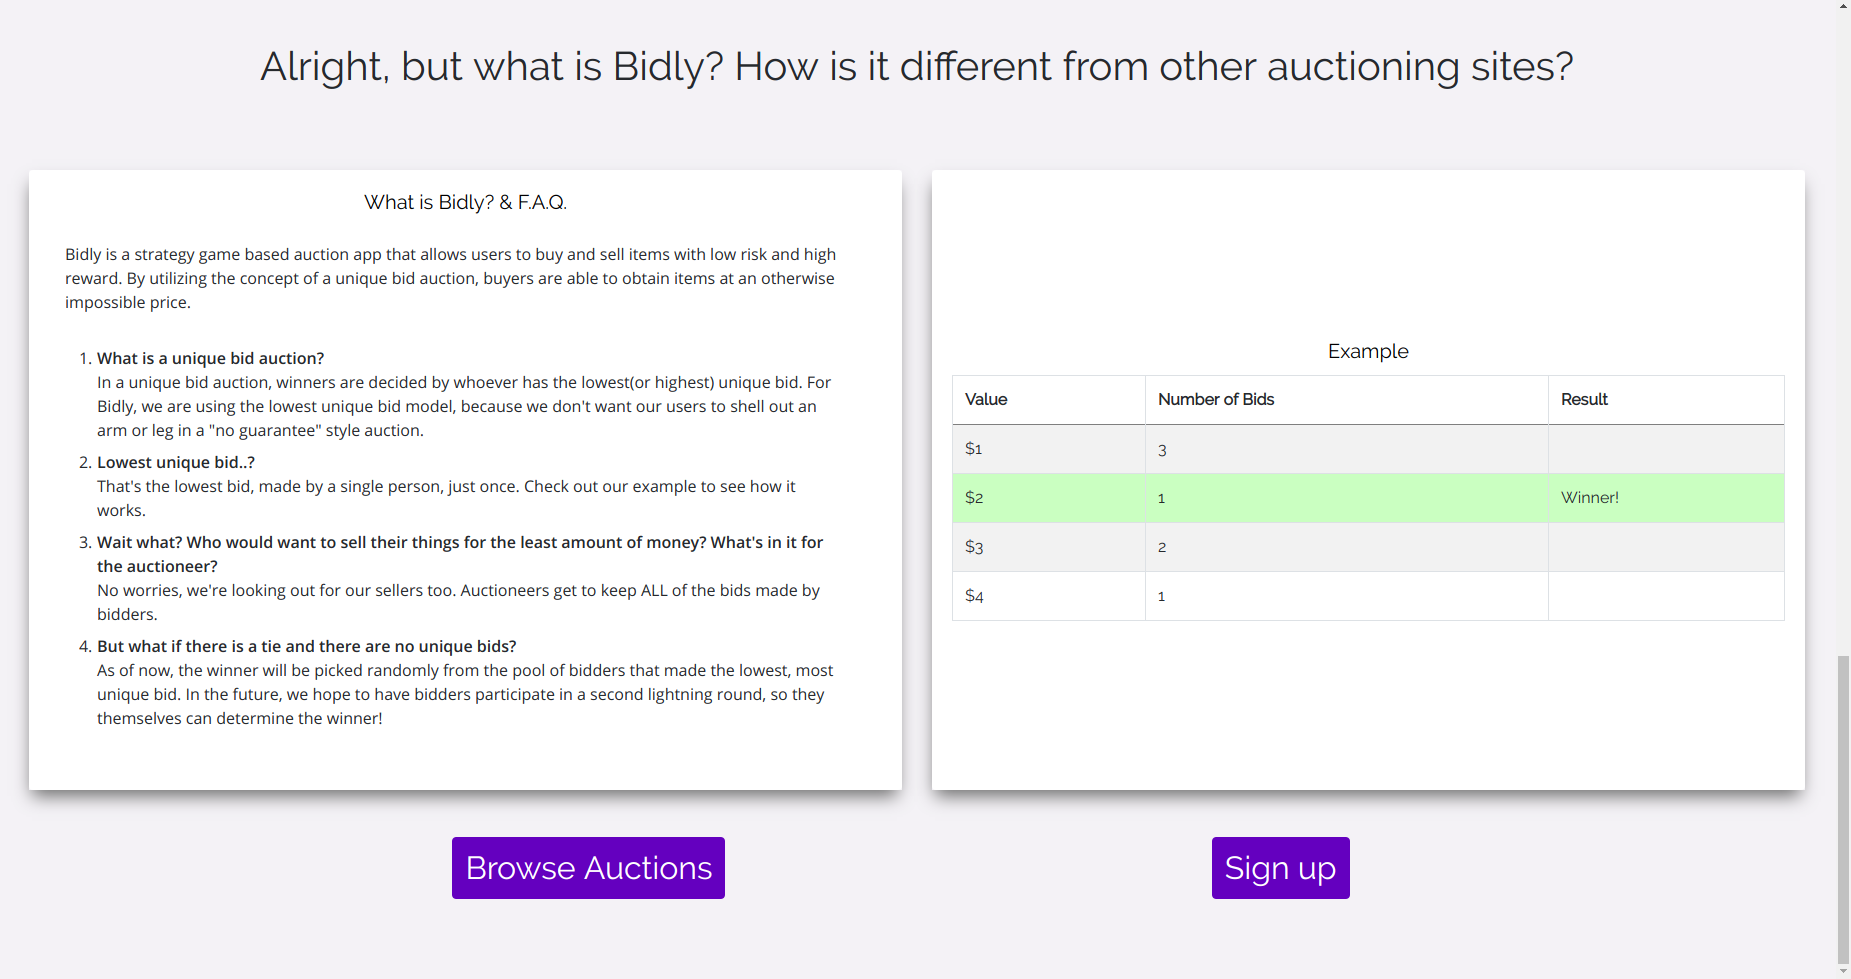 Alright, but what is Bidly? How is it different from other auctioning sites?
What is Bidly? & F.A.Q.
Bidly is a strategy game based auction app that allows users to buy and sell items with low risk and high
reward. By utilizing the concept of a unique bid auction, buyers are able to obtain items at an otherwise
impossible price.
1. What is a unique bid auction?
In a unique bid auction, winners are decided by whoever has the lowest(or highest) unique bid. For
Bidly, we are using the lowest unique bid model, because we don't want our users to shell out an
arm or leg in a "no guarantee" style auction.
2. Lowest unique bid..?
That's the lowest bid, made by a single person, just once. Check out our example to see how it
works.
3. Wait what? Who would want to sell their things for the least amount of money? What's in it for
the auctioneer?
No worries, we're looking out for our sellers too. Auctioneers get to keep ALL of the bids made by
bidders.
4. But what if there is a tie and there are no unique bids?
As of now, the winner will be picked randomly from the pool of bidders that made the lowest, most
unique bid. In the future, we hope to have bidders participate in a second lightning round, so they
themselves can determine the winner!
Example
Value Number of Bids Result
$1 3
$2 1 Winner!
$3 2
$4 1
Browse Auctions
Sign up